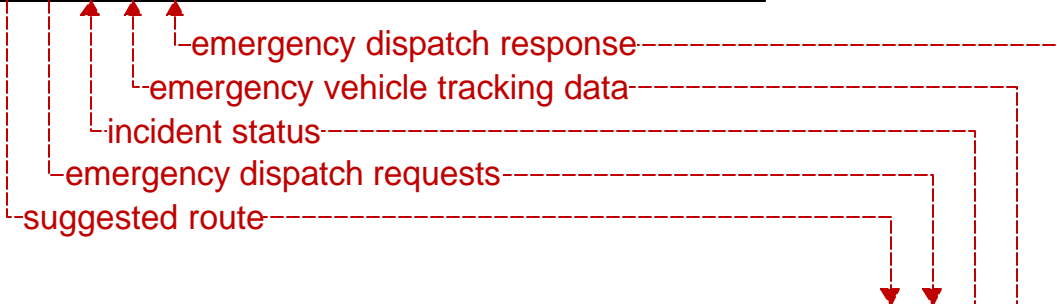 emergency dispatch response
emergency vehicle tracking data
incident status
emergency dispatch requests
suggested route